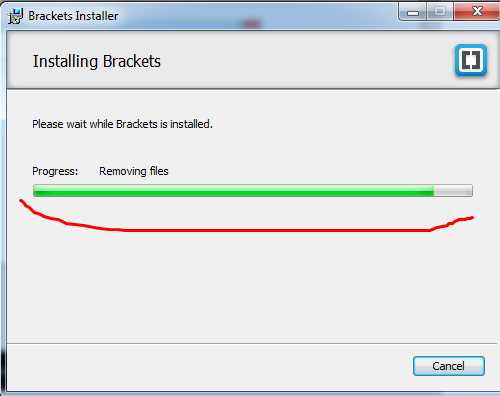 Brackets Installer
Installing Brackets
Please wait while Brackets is installed.
Progress: Removing files
Cancel